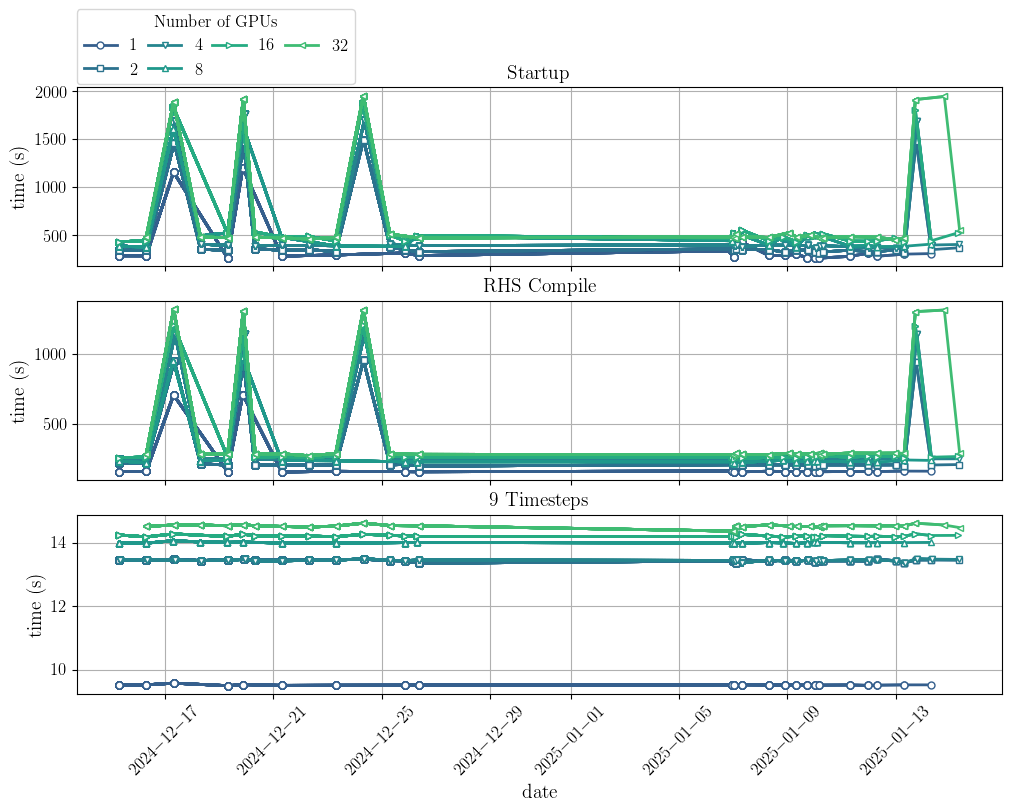 Number of GPUs
1 4 16 32
2 8
Startup
2000
1500
1000
500
time (s)
RHS Compile
1000
500
time (s)
9 Timesteps
14
12
10
time (s)
2024−12−17 2024−12−21 2024−12−25 2024−12−29 2025−01−01 2025−01−05 2025−01−09 2025−01−13
date